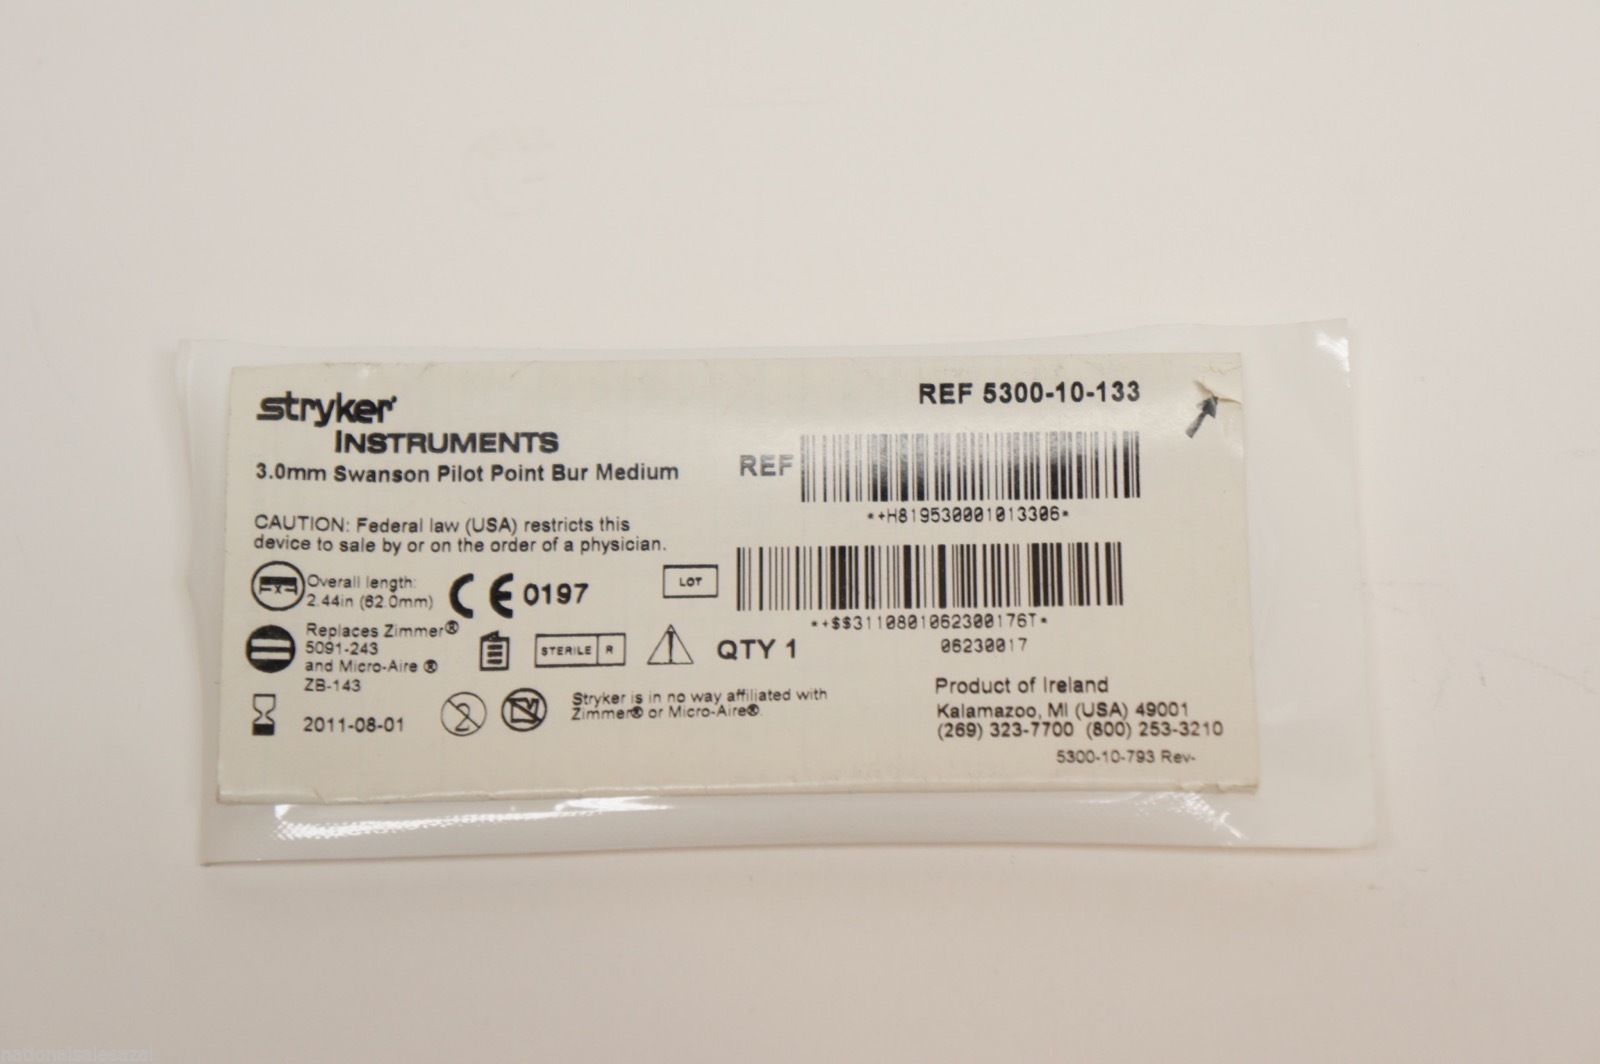 stryker
INSTRUMENTS
3.0mm Swanson Pilot Point Bur Medium
REF 5300-10-133
REF
*+H819530001013306*
CAUTION: Federal law (USA) restricts this
device to sale by or on the order of a physician.
Overall length:
2.44in (62.0mm)
CE 0197
LOT
*+$$3110801062300176T*
06230017
Replaces Zimmer®
5091-243
and Micro-Aire ®
ZB-143
STERILE R
QTY 1
2011-08-01
2
Stryker is in no way affiliated with
Zimmer® or Micro-Aire®.
Product of Ireland
Kalamazoo, MI (USA) 49001
(269) 323-7700 (800) 253-3210
5300-10-793 Rev-
nationalsalesazal